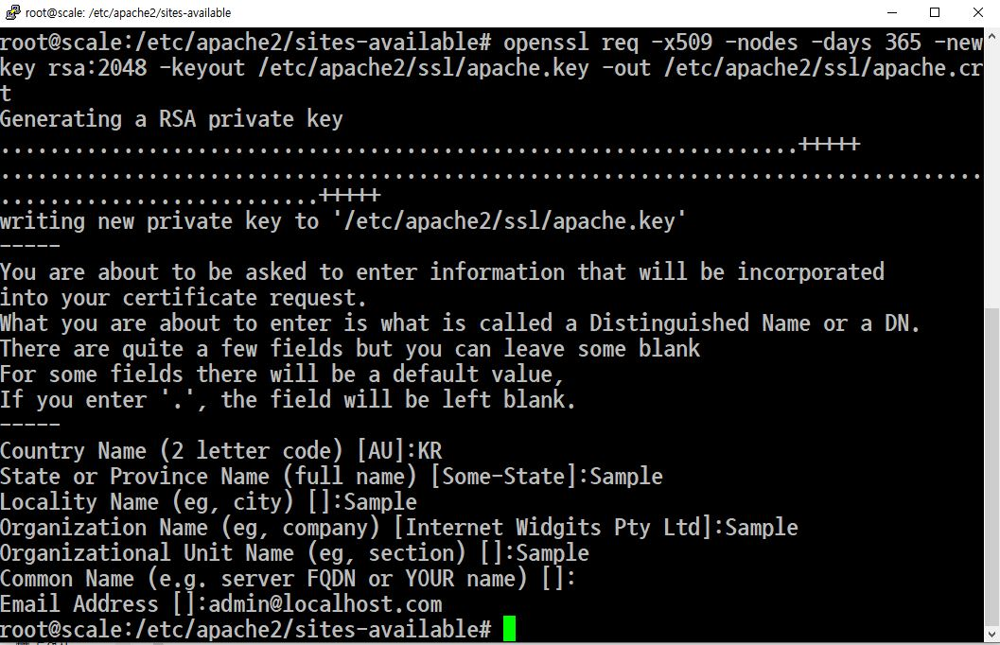 root@scale: /etc/apache2/sites-available
root@scale:/etc/apache2/sites-available# openssl req -x509 -nodes -days 365 -new
key rsa:2048 -keyout /etc/apache2/ssl/apache.key -out /etc/apache2/ssl/apache.cr
t
Generating a RSA private key
.................................................................+++++
................................................................................
..........................+++++
writing new private key to '/etc/apache2/ssl/apache.key'
-----
You are about to be asked to enter information that will be incorporated
into your certificate request.
What you are about to enter is what is called a Distinguished Name or a DN.
There are quite a few fields but you can leave some blank
For some fields there will be a default value,
If you enter '.', the field will be left blank.
-----
Country Name (2 letter code) [AU]:KR
State or Province Name (full name) [Some-State]:Sample
Locality Name (eg, city) []:Sample
Organization Name (eg, company) [Internet Widgits Pty Ltd]:Sample
Organizational Unit Name (eg, section) []:Sample
Common Name (e.g. server FQDN or YOUR name) []:
Email Address []:admin@localhost.com
root@scale:/etc/apache2/sites-available#